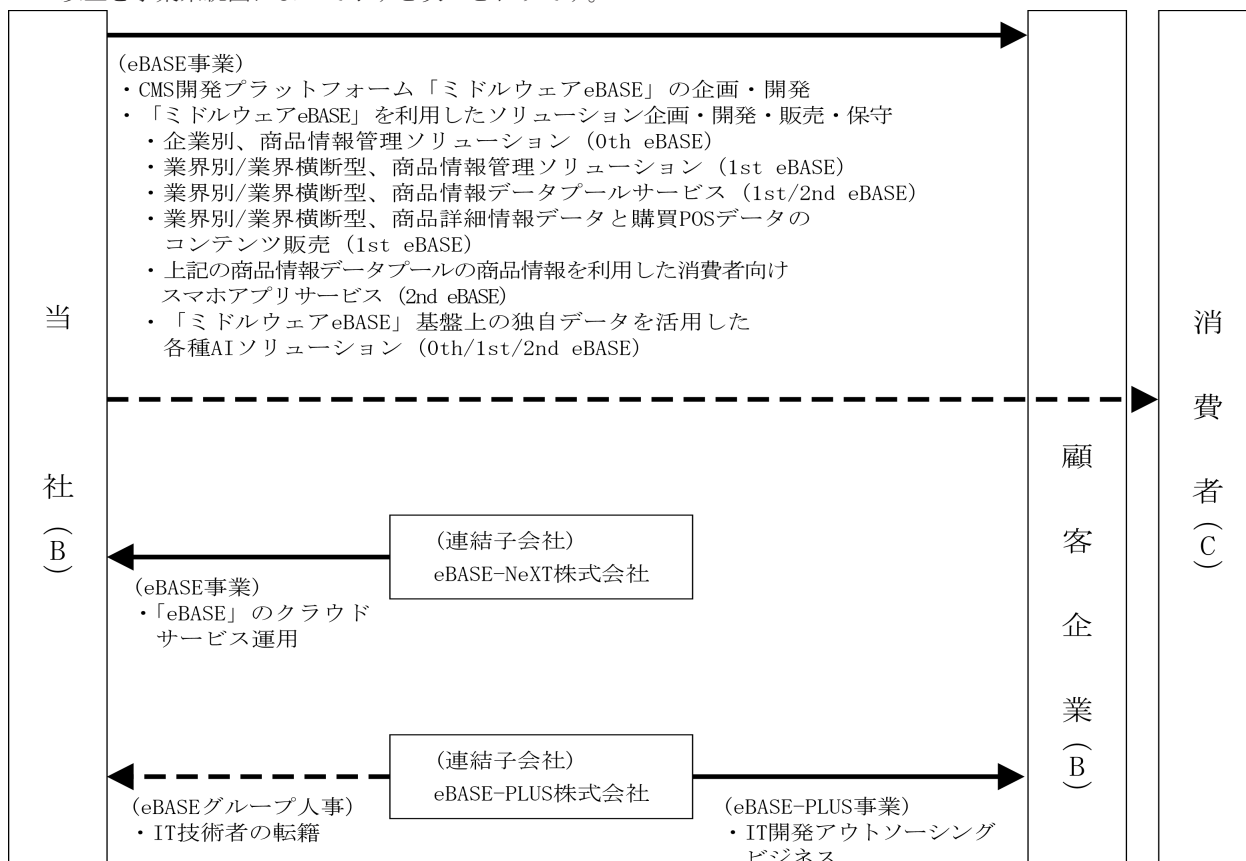 (eBASE事業)
・CMS開発プラットフォーム「ミドルウェアeBASE」の企画・開発
・「ミドルウェアeBASE」を利用したソリューション企画・開発・販売・保守
・企業別、商品情報管理ソリューション (0th eBASE)
・業界別/業界横断型、商品情報管理ソリューション (1st eBASE)
・業界別/業界横断型、商品情報データプールサービス (1st/2nd eBASE)
・業界別/業界横断型、商品詳細情報データと購買POSデータの
コンテンツ販売 (1st eBASE)
・上記の商品情報データプールの商品情報を利用した消費者向け
スマホアプリサービス (2nd eBASE)
・「ミドルウェアeBASE」基盤上の独自データを活用した
各種AIソリューション (0th/1st/2nd eBASE)
当社(B)
(連結子会社)
eBASE-NeXT株式会社
(eBASE事業)
・「eBASE」のクラウド
サービス運用
(連結子会社)
eBASE-PLUS株式会社
(eBASEグループ人事)
・IT技術者の転籍
(eBASE-PLUS事業)
・IT開発アウトソーシング
ビジネス
顧客企業(B)
消費者(C)